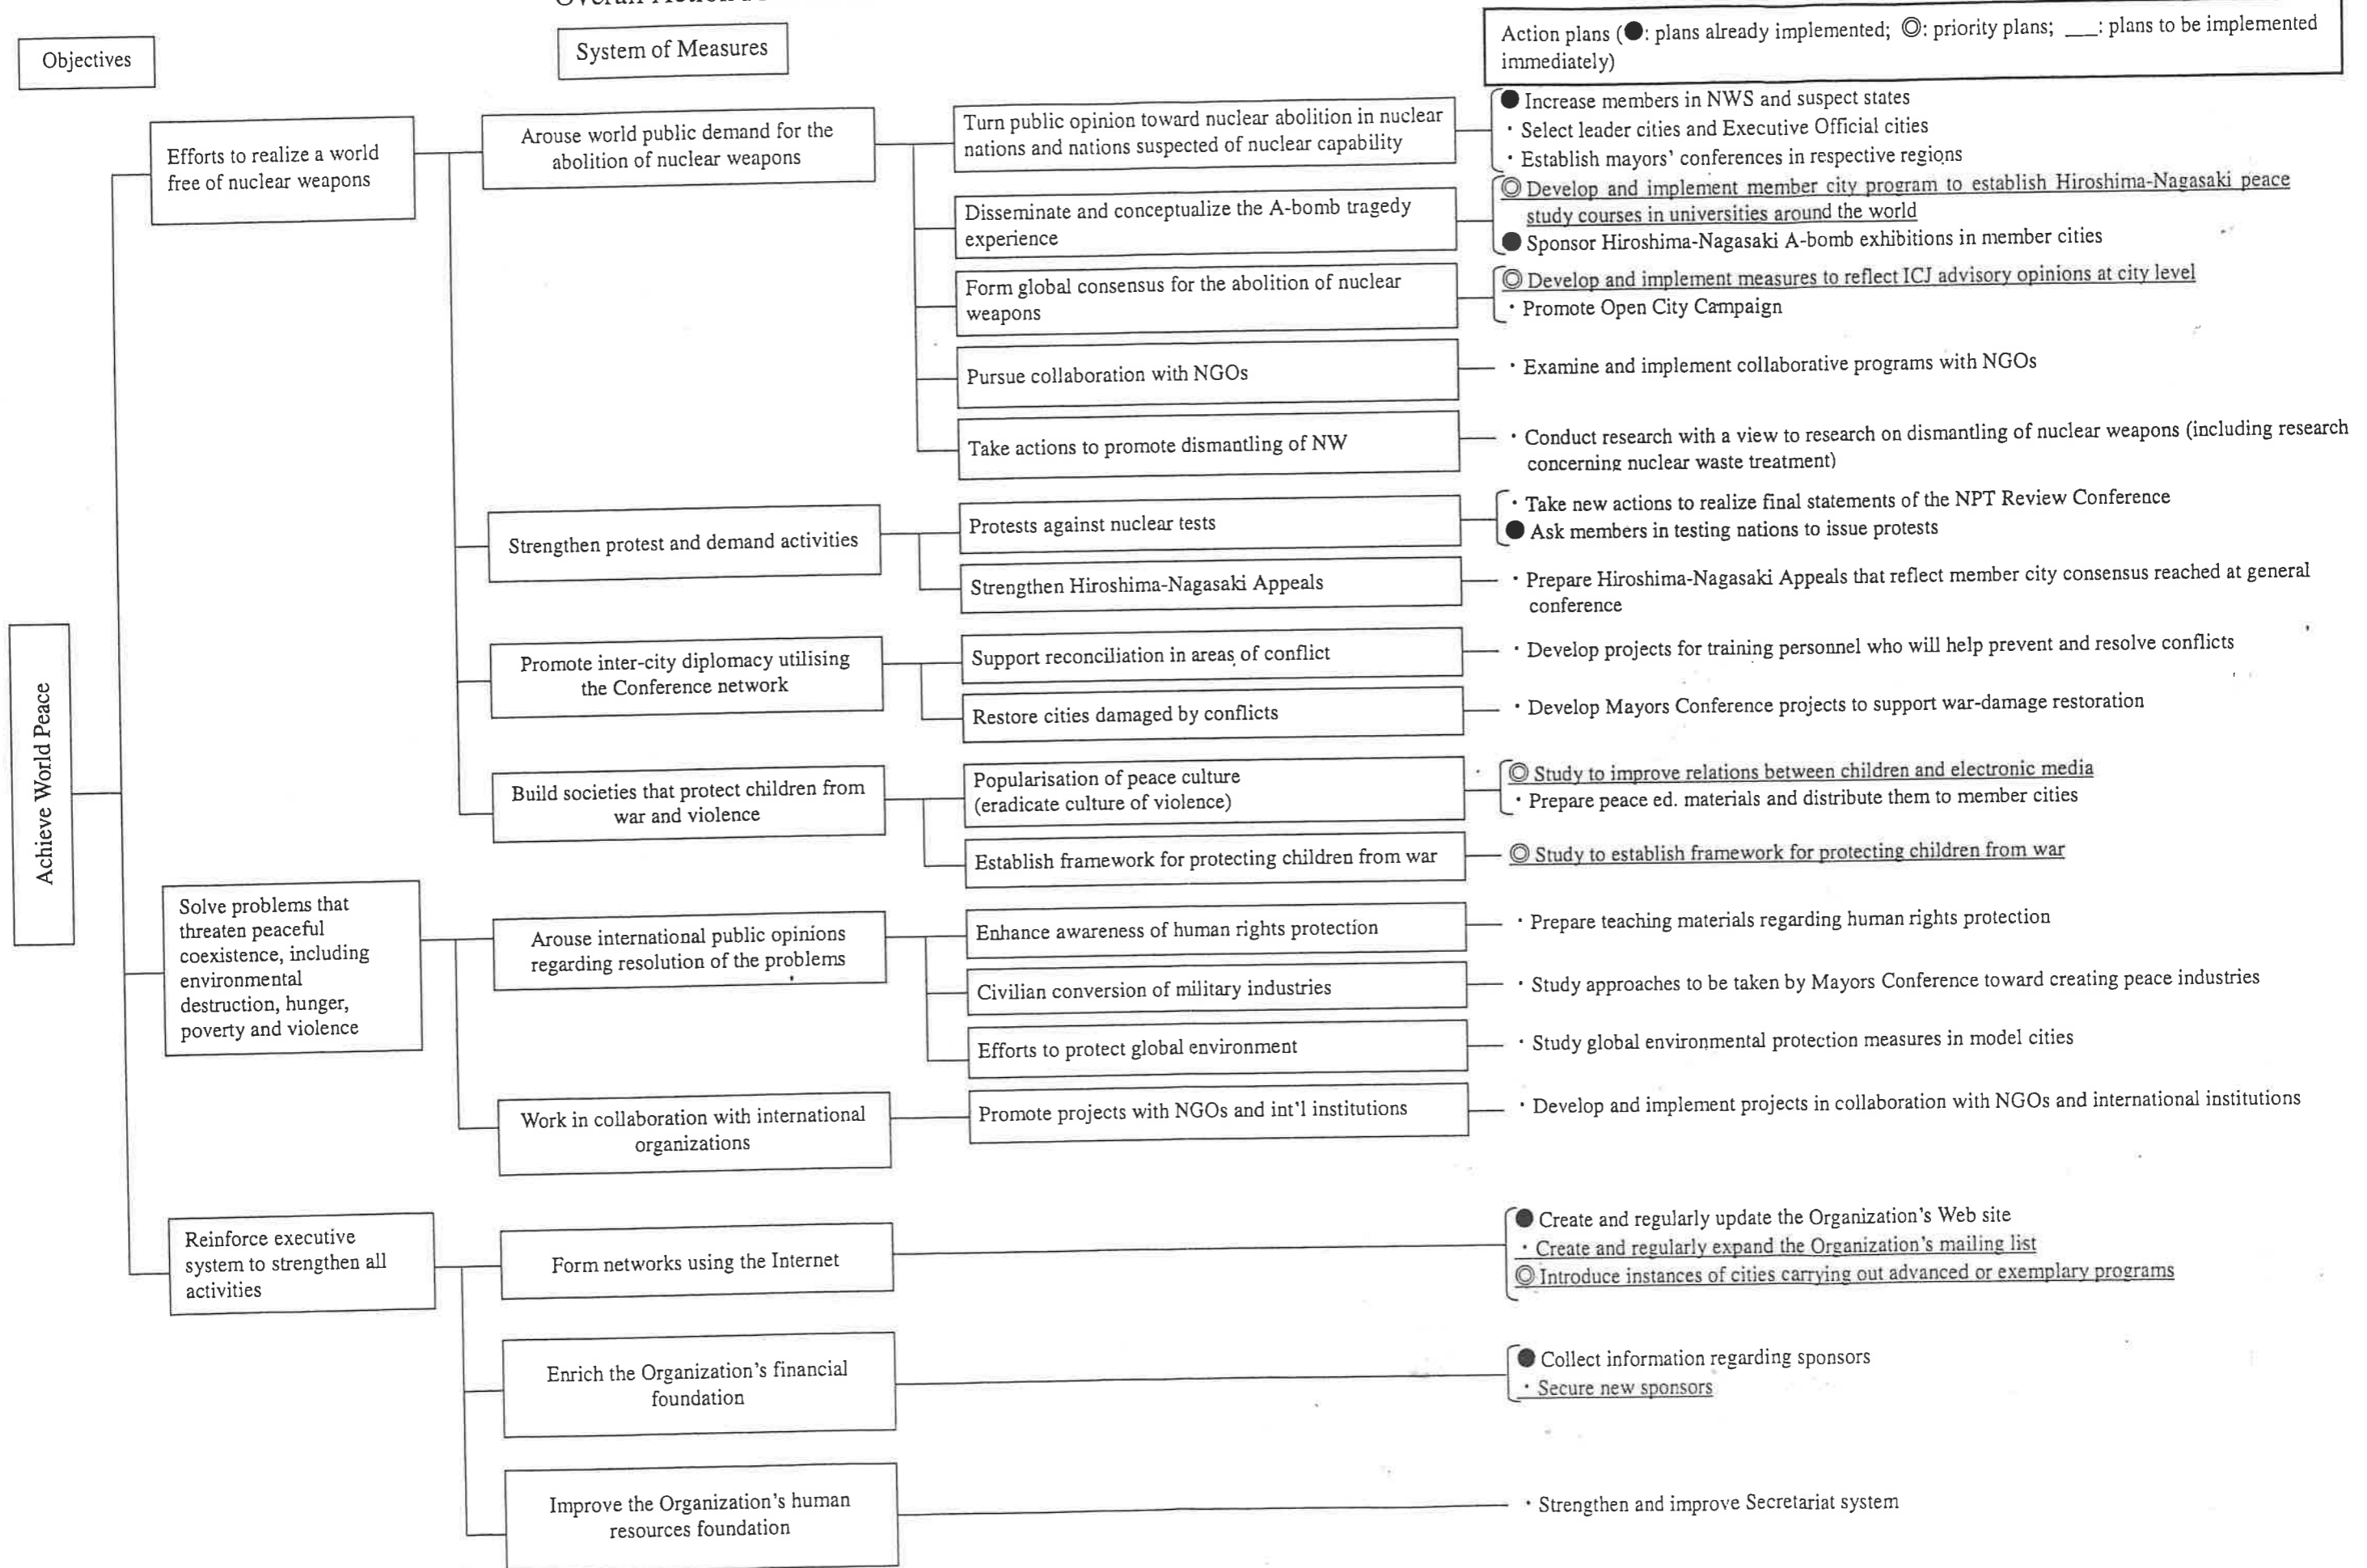 Overall Action
Objectives
System of Measures
Action plans (●: plans already implemented; ◎: priority plans; ___: plans to be implemented
immediately)
Achieve World Peace
Efforts to realize a world
free of nuclear weapons
Arouse world public demand for the
abolition of nuclear weapons
Turn public opinion toward nuclear abolition in nuclear
nations and nations suspected of nuclear capability
● Increase members in NWS and suspect states
・Select leader cities and Executive Official cities
・Establish mayors' conferences in respective regions
Disseminate and conceptualize the A-bomb tragedy
experience
◎ Develop and implement member city program to establish Hiroshima-Nagasaki peace
study courses in universities around the world
● Sponsor Hiroshima-Nagasaki A-bomb exhibitions in member cities
Form global consensus for the abolition of nuclear
weapons
◎ Develop and implement measures to reflect ICJ advisory opinions at city level
・Promote Open City Campaign
Pursue collaboration with NGOs
・Examine and implement collaborative programs with NGOs
Take actions to promote dismantling of NW
・Conduct research with a view to research on dismantling of nuclear weapons (including research
concerning nuclear waste treatment)
Strengthen protest and demand activities
Protests against nuclear tests
・Take new actions to realize final statements of the NPT Review Conference
● Ask members in testing nations to issue protests
Strengthen Hiroshima-Nagasaki Appeals
・Prepare Hiroshima-Nagasaki Appeals that reflect member city consensus reached at general
conference
Promote inter-city diplomacy utilising
the Conference network
Support reconciliation in areas of conflict
・Develop projects for training personnel who will help prevent and resolve conflicts
Restore cities damaged by conflicts
・Develop Mayors Conference projects to support war-damage restoration
Build societies that protect children from
war and violence
Popularisation of peace culture
(eradicate culture of violence)
◎ Study to improve relations between children and electronic media
・Prepare peace ed. materials and distribute them to member cities
Establish framework for protecting children from war
◎ Study to establish framework for protecting children from war
Solve problems that
threaten peaceful
coexistence, including
environmental
destruction, hunger,
poverty and violence
Arouse international public opinions
regarding resolution of the problems
Enhance awareness of human rights protection
・Prepare teaching materials regarding human rights protection
Civilian conversion of military industries
・Study approaches to be taken by Mayors Conference toward creating peace industries
Efforts to protect global environment
・Study global environmental protection measures in model cities
Work in collaboration with international
organizations
Promote projects with NGOs and int'l institutions
・Develop and implement projects in collaboration with NGOs and international institutions
Reinforce executive
system to strengthen all
activities
Form networks using the Internet
● Create and regularly update the Organization's Web site
・Create and regularly expand the Organization's mailing list
◎ Introduce instances of cities carrying out advanced or exemplary programs
Enrich the Organization's financial
foundation
● Collect information regarding sponsors
・Secure new sponsors
Improve the Organization's human
resources foundation
・Strengthen and improve Secretariat system